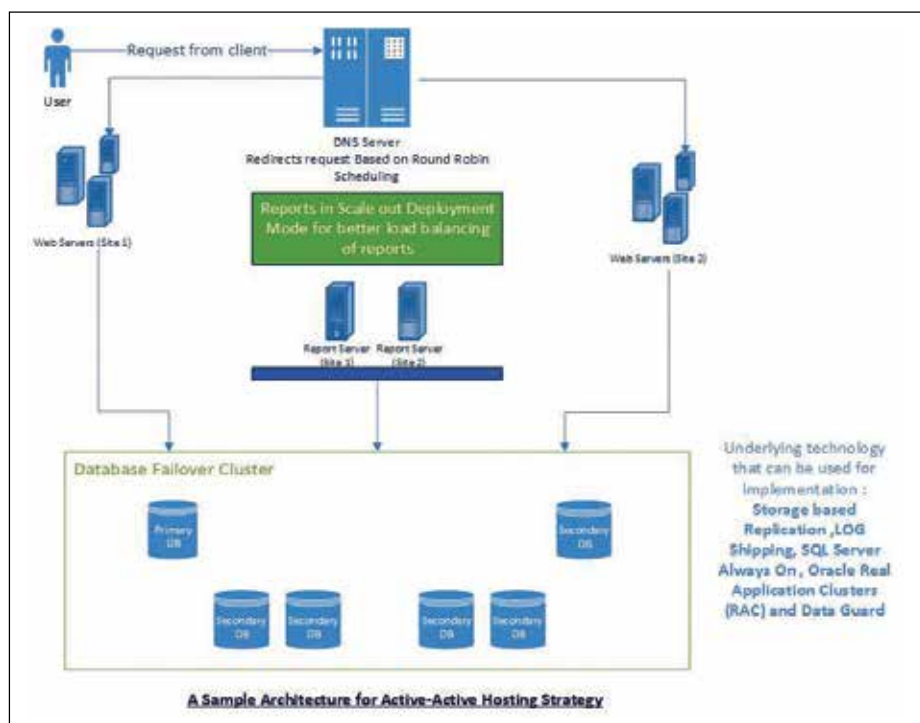 Request from client
User
DNS Server
Redirects request Based on Round Robin
Scheduling
Reports in Scale out Deployment
Mode for better load balancing
of reports
Web Servers (Site 1)
Web Servers (Site 2)
Report Server
(Site 1)
Report Server
(Site 2)
Database Failover Cluster
Primary
DB
Secondary
DB
Secondary
DB
Secondary
DB
Secondary
DB
Secondary
DB
Underlying technology
that can be used for
implementation :
Storage based
Replication ,LOG
Shipping, SQL Server
Always On , Oracle Real
Application Clusters
(RAC) and Data Guard
A Sample Architecture for Active-Active Hosting Strategy